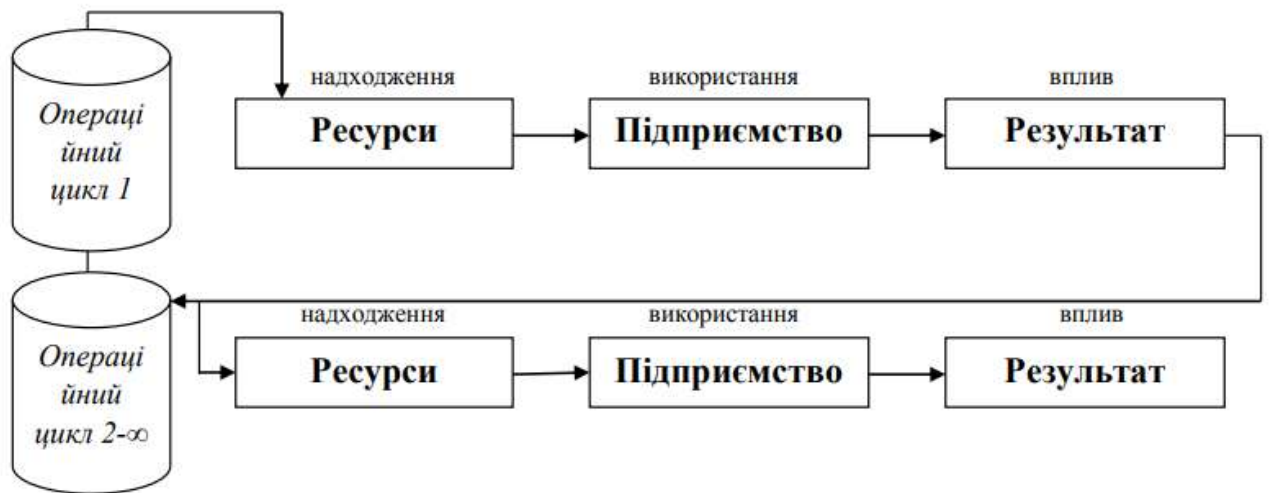 надходження
використання
вплив
Операці
йний
цикл 1
Ресурси
Підприємство
Результат
надходження
використання
вплив
Операці
йний
цикл 2-∞
Ресурси
Підприємство
Результат